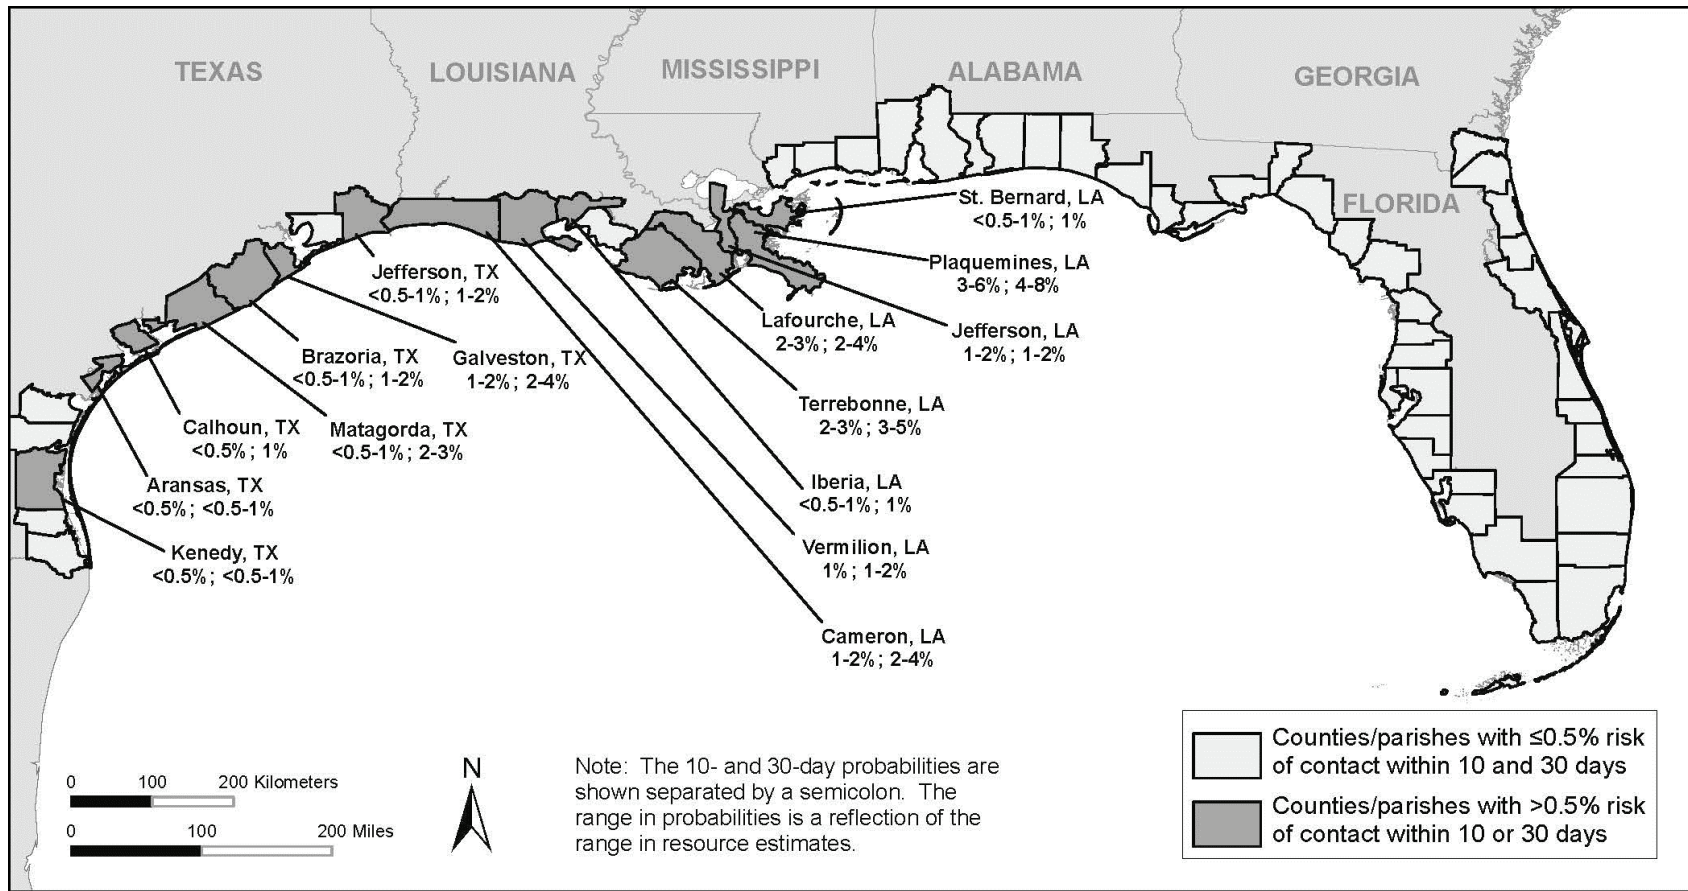 TEXAS
LOUISIANA
MISSISSIPPI
ALABAMA
GEORGIA
FLORIDA
St. Bernard, LA
<0.5-1% ; 1%
Plaquemines, LA
3-6% ; 4-8%
Jefferson, TX
<0.5-1% ; 1-2%
Lafourche, LA
2-3% ; 2-4%
Jefferson, LA
1-2% ; 1-2%
Brazoria, TX
<0.5-1% ; 1-2%
Galveston, TX
1-2% ; 2-4%
Terrebonne, LA
2-3% ; 3-5%
Calhoun, TX
<0.5% ; 1%
Matagorda, TX
<0.5-1% ; 2-3%
Aransas, TX
<0.5% ; <0.5-1%
Iberia, LA
<0.5-1% ; 1%
Kenedy, TX
<0.5% ; <0.5-1%
Vermilion, LA
1% ; 1-2%
Cameron, LA
1-2% ; 2-4%
0 100 200 Kilometers
0 100 200 Miles
N
Note: The 10- and 30-day probabilities are
shown separated by a semicolon. The
range in probabilities is a reflection of the
range in resource estimates.
Counties/parishes with ≤0.5% risk
of contact within 10 and 30 days
Counties/parishes with >0.5% risk
of contact within 10 or 30 days